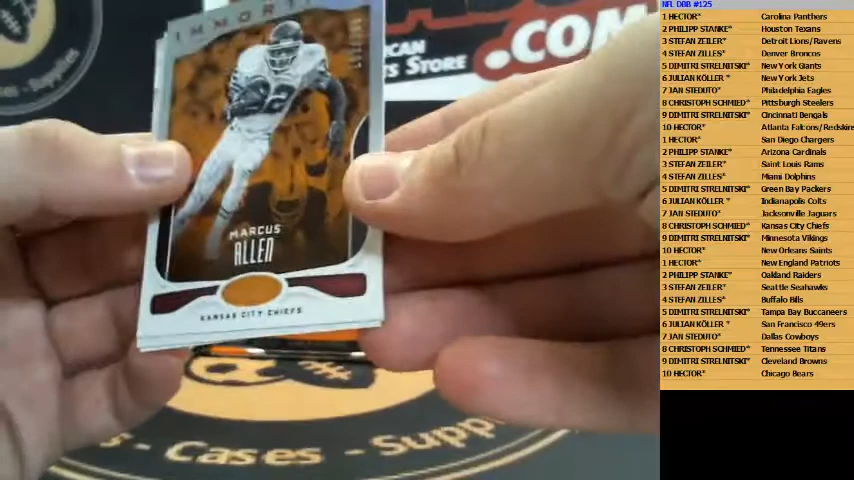 NFL DBB #125
1 HECTOR* Carolina Panthers
2 PHILIPP STANKE* Houston Texans
3 STEFAN ZEILER* Detroit Lions/Ravens
4 STEFAN ZILLES* Denver Broncos
5 DIMITRI STRELNITSKI* New York Giants
6 JULIAN KÖLLER * New York Jets
7 JAN STEDUTO* Philadelphia Eagles
8 CHRISTOPH SCHMIED* Pittsburgh Steelers
9 DIMITRI STRELNITSKI* Cincinnati Bengals
10 HECTOR* Atlanta Falcons/Redskins
1 HECTOR* San Diego Chargers
2 PHILIPP STANKE* Arizona Cardinals
3 STEFAN ZEILER* Saint Louis Rams
4 STEFAN ZILLES* Miami Dolphins
5 DIMITRI STRELNITSKI* Green Bay Packers
6 JULIAN KÖLLER * Indianapolis Colts
7 JAN STEDUTO* Jacksonville Jaguars
8 CHRISTOPH SCHMIED* Kansas City Chiefs
9 DIMITRI STRELNITSKI* Minnesota Vikings
10 HECTOR* New Orleans Saints
1 HECTOR* New England Patriots
2 PHILIPP STANKE* Oakland Raiders
3 STEFAN ZEILER* Seattle Seahawks
4 STEFAN ZILLES* Buffalo Bills
5 DIMITRI STRELNITSKI* Tampa Bay Buccaneers
6 JULIAN KÖLLER * San Francisco 49ers
7 JAN STEDUTO* Dallas Cowboys
8 CHRISTOPH SCHMIED* Tennessee Titans
9 DIMITRI STRELNITSKI* Cleveland Browns
10 HECTOR* Chicago Bears
IMMORT
MARCUS
ALLEN
KANSAS CITY CHIEFS
ICAN
s Store
.com
- Cases - Suppl